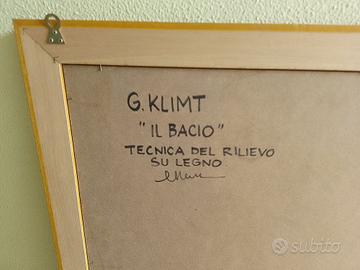 G. KLIMT
"IL BACIO"
TECNICA DEL RILIEVO
SU LEGNO
subito